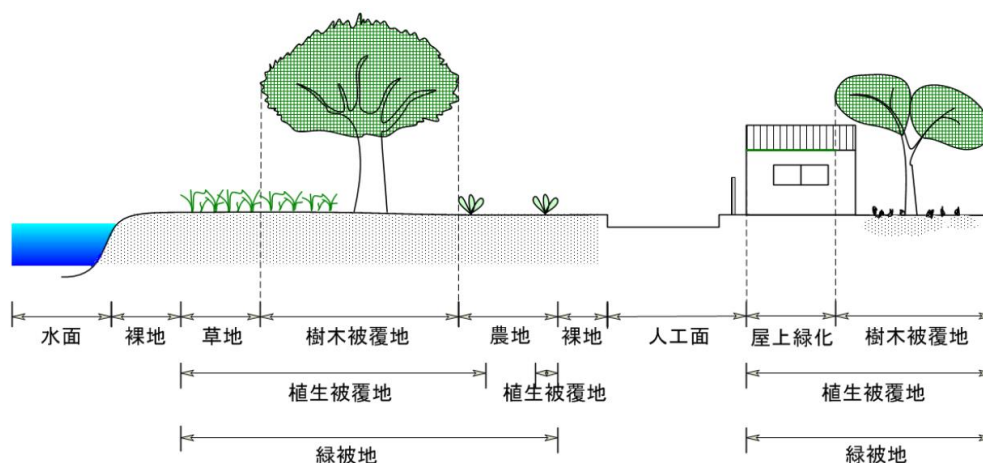 水面 裸地 草地 樹木被覆地 農地 裸地 人工面 屋上緑化 樹木被覆地
植生被覆地 植生被覆地 植生被覆地
緑被地 緑被地